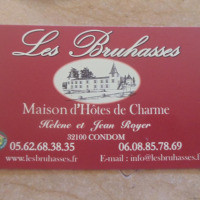 Les Bruhasses
Maison d'Hôtes de Charme
Hélène et Jean Royer
32100 CONDOM
05.62.68.38.35 06.08.85.78.69
www.lesbruhasses.fr E-mail : info@lesbruhasses.fr